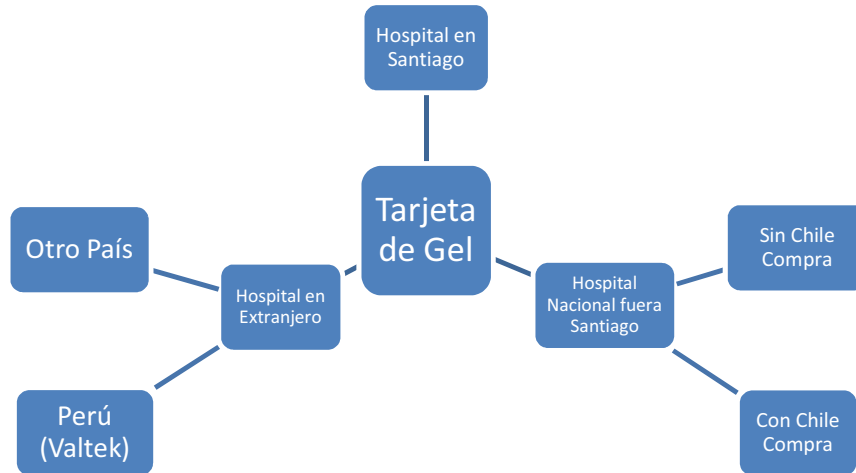 Hospital en
Santiago
Tarjeta
de Gel
Otro País
Sin Chile
Compra
Hospital en
Extranjero
Hospital
Nacional fuera
Santiago
Perú
(Valtek)
Con Chile
Compra